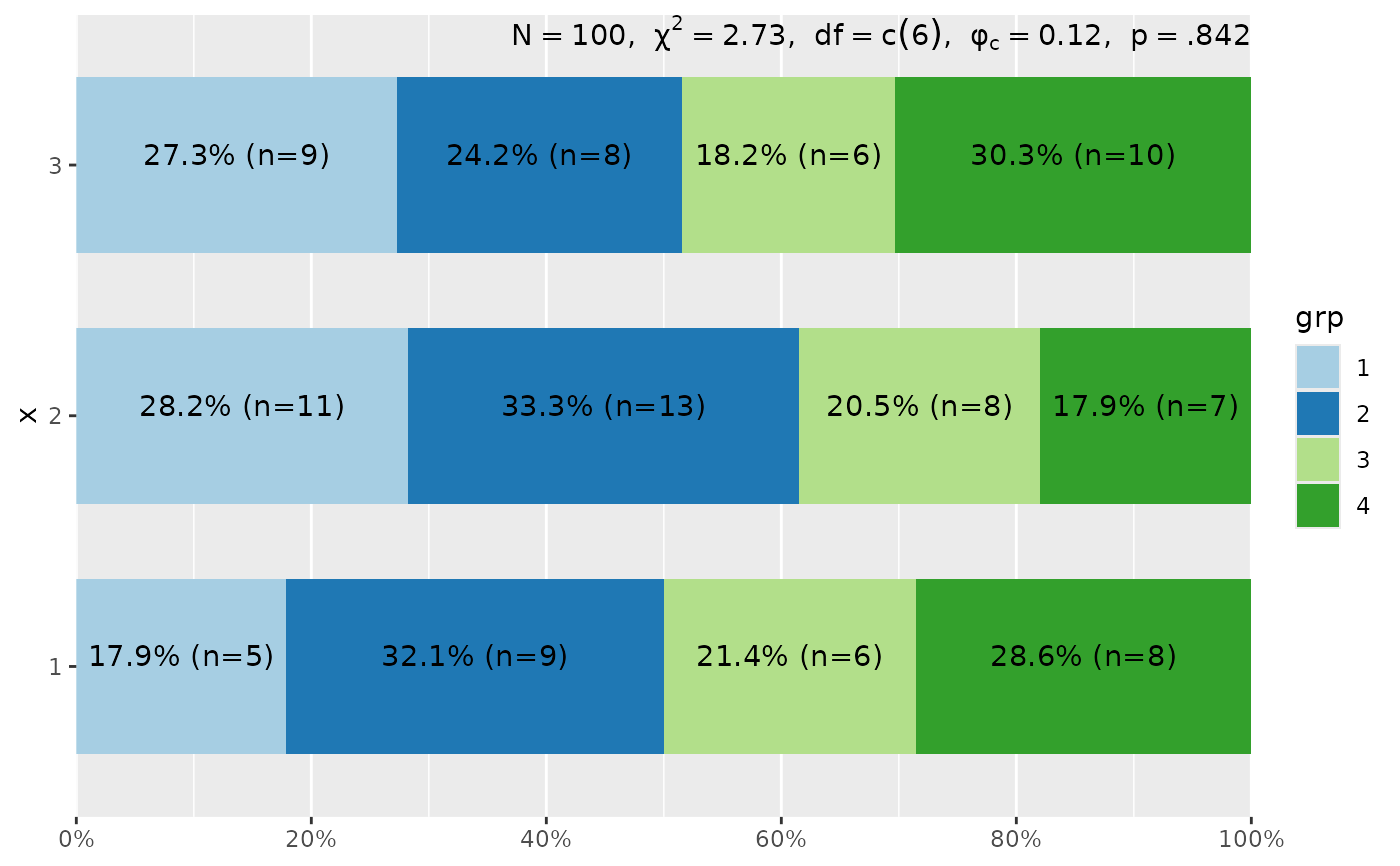 N = 100,  χ² = 2.73,  df = c(6),  φc = 0.12,  p = .842
3
27.3% (n=9) 24.2% (n=8) 18.2% (n=6) 30.3% (n=10)
grp
1
2
3
4
x
2
28.2% (n=11) 33.3% (n=13) 20.5% (n=8) 17.9% (n=7)
1
17.9% (n=5) 32.1% (n=9) 21.4% (n=6) 28.6% (n=8)
0% 20% 40% 60% 80% 100%